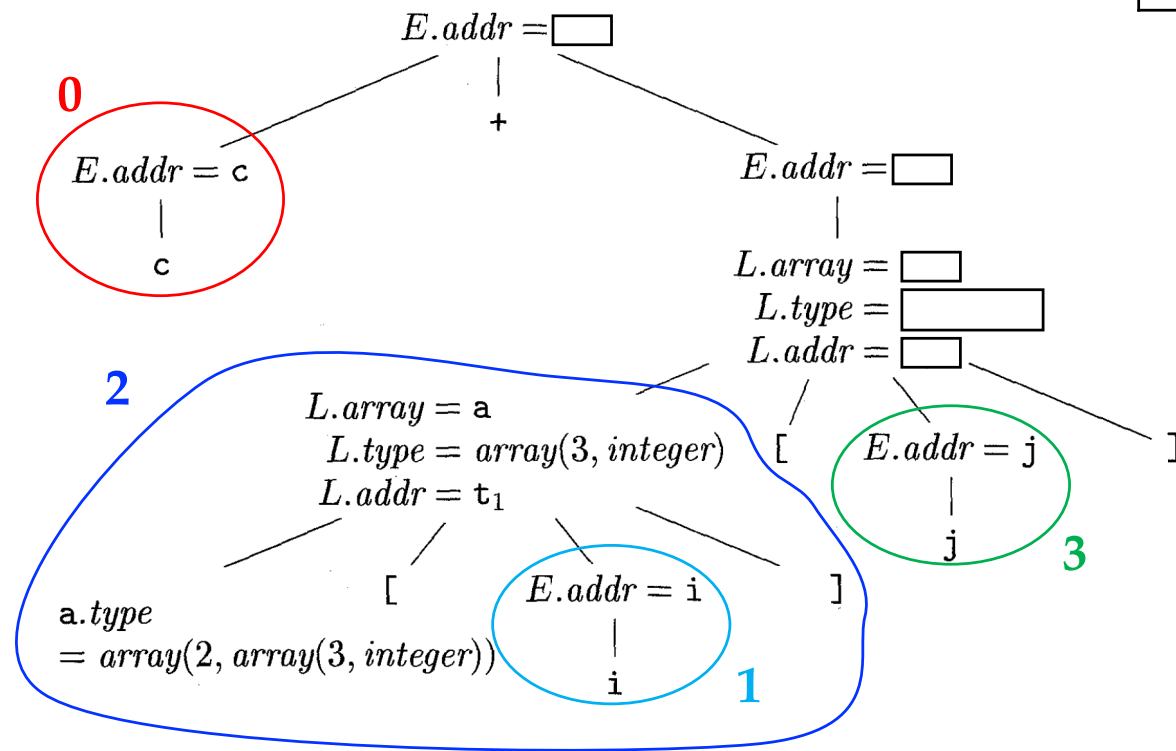 E.addr =
0
+
E.addr = c
E.addr =
c
L.array =
L.type =
L.addr =
2
L.array = a
L.type = array(3, integer)
[
E.addr = j
]
L.addr = t₁
j
3
[
E.addr = i
]
a.type
= array(2, array(3, integer))
i
1